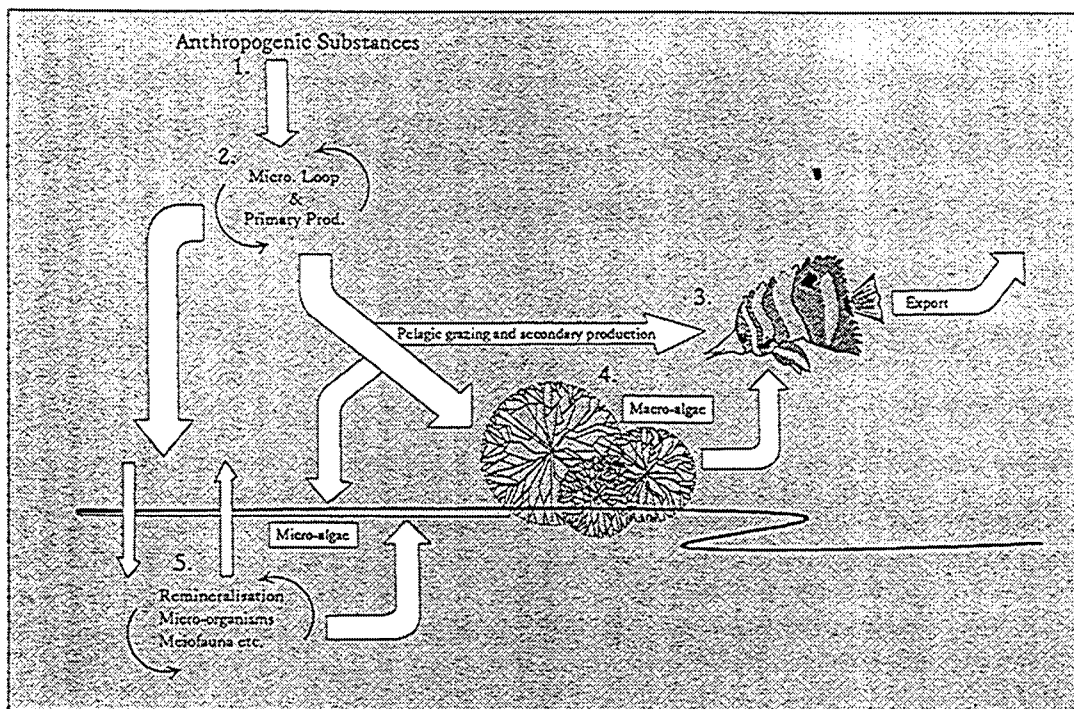 Anthropogenic Substances
1.
2.
Micro. Loop
&
Primary Prod.
3.
Export
Pelagic grazing and secondary production
4.
Macro-algae
Micro-algae
5.
Remineralisation
Micro-organisms
Meiofauna etc.